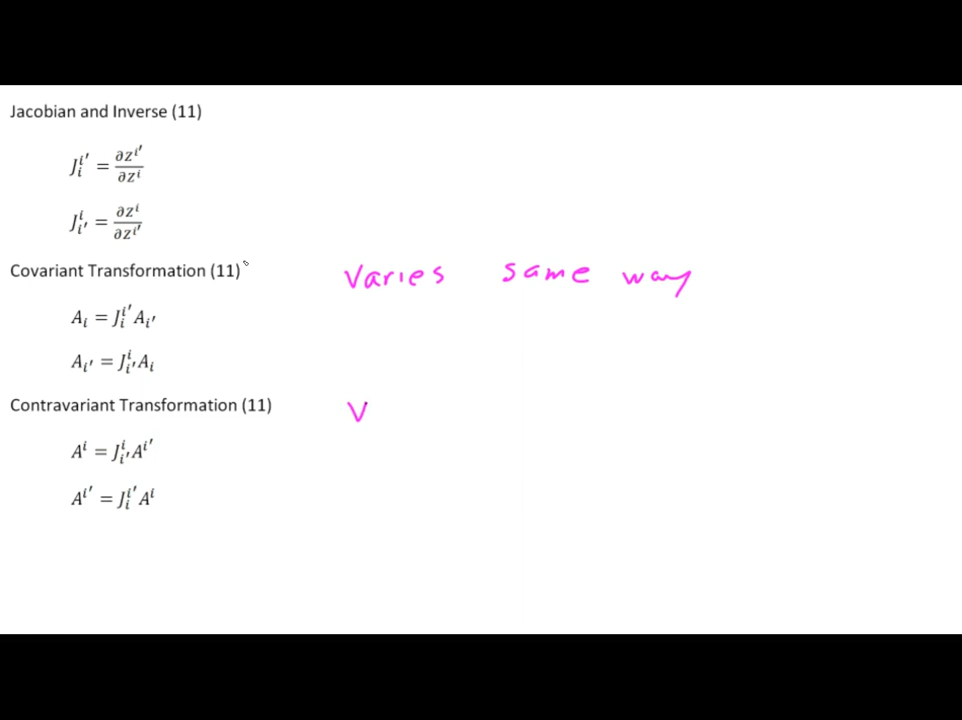 Jacobian and Inverse (11)
J_i^{i'} = ∂z^{i'}/∂z^i
J_{i'}^i = ∂z^i/∂z^{i'}
Covariant Transformation (11) varies same way
A_i = J_i^{i'} A_{i'}
A_{i'} = J_{i'}^i A_i
Contravariant Transformation (11) V
A^i = J_{i'}^i A^{i'}
A^{i'} = J_i^{i'} A^i